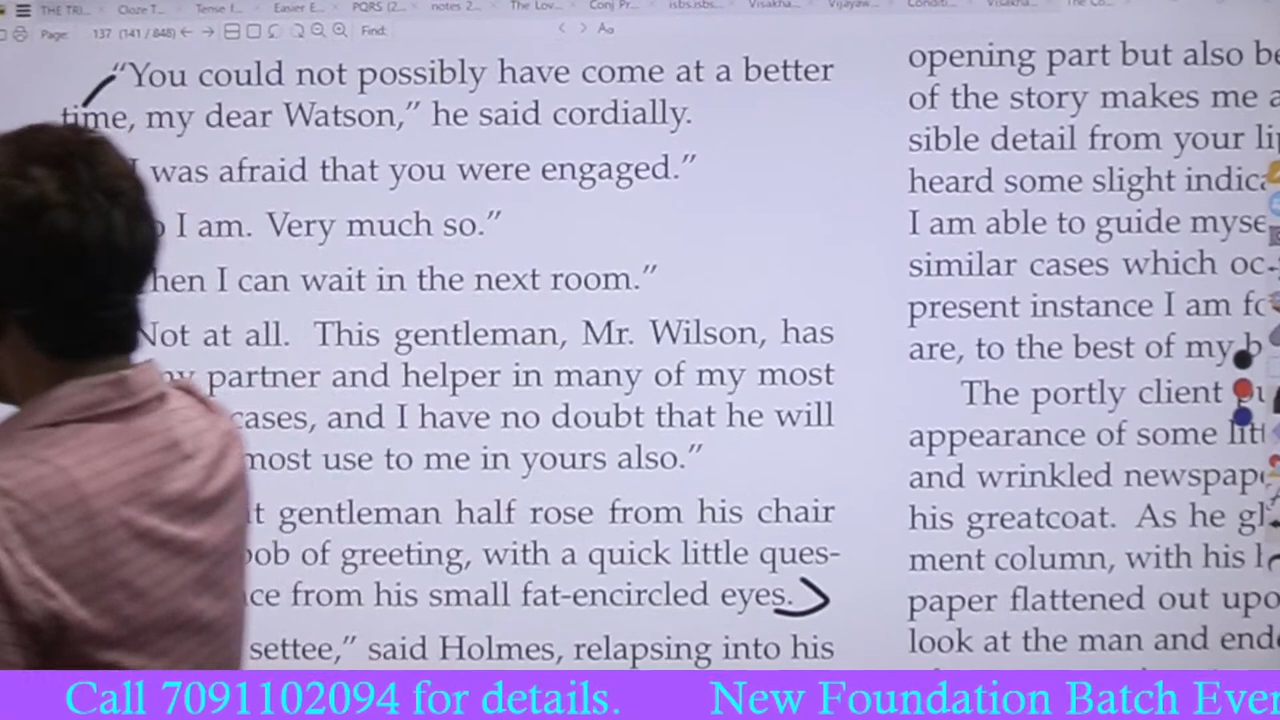 THE TRI... Cloze T... Tense f... Easier E... PQRS (2... notes 2... The Lov... Conj Pr... isbs.isbs... Visakha... Vijayaw... Conditi... Visakha... The Co...
Page: 137 (141 / 848) Find: Aa
“You could not possibly have come at a better
time, my dear Watson,” he said cordially.
I was afraid that you were engaged.”
I am. Very much so.”
hen I can wait in the next room.”
Not at all. This gentleman, Mr. Wilson, has
partner and helper in many of my most
cases, and I have no doubt that he will
most use to me in yours also.”
t gentleman half rose from his chair
bob of greeting, with a quick little ques-
ce from his small fat-encircled eyes.
settee,” said Holmes, relapsing into his
opening part but also be
of the story makes me a
sible detail from your lip
heard some slight indica
I am able to guide myse
similar cases which oc
present instance I am fo
are, to the best of my b
The portly client pu
appearance of some litt
and wrinkled newspape
his greatcoat. As he gl
ment column, with his h
paper flattened out upo
look at the man and ende
Call 7091102094 for details. New Foundation Batch Ever